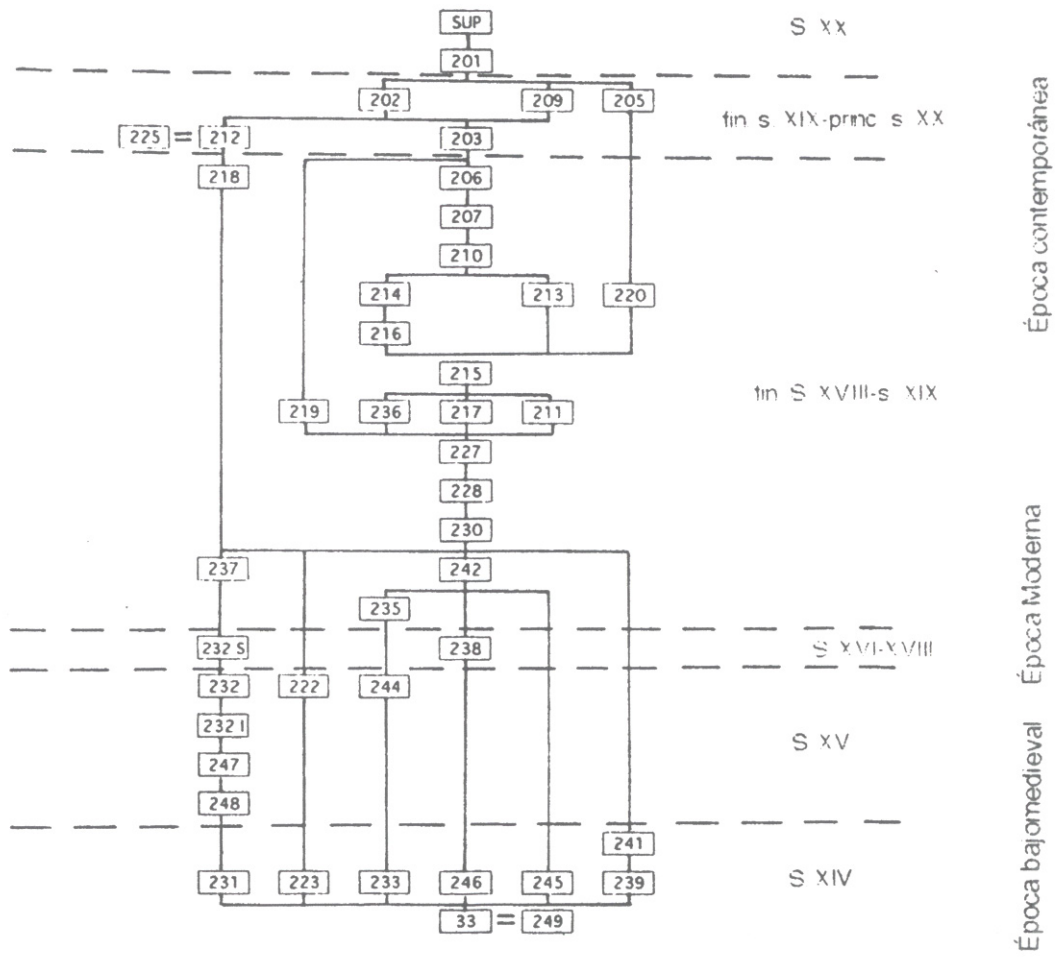 SUP
S XX
201
202 209 205
fin s. XIX-princ s XX
225 = 212 203
218 206
207
210
214 213 220
216
215
fin S XVIII-s XIX
219 236 217 211
227
228
230
237 242
235
232 S 238
S XVI-XVIII
232 222 244
232 I
S XV
247
248
241
231 223 233 246 245 239
S XIV
33 = 249
Época contemporánea
Época Moderna
Época bajomedieval